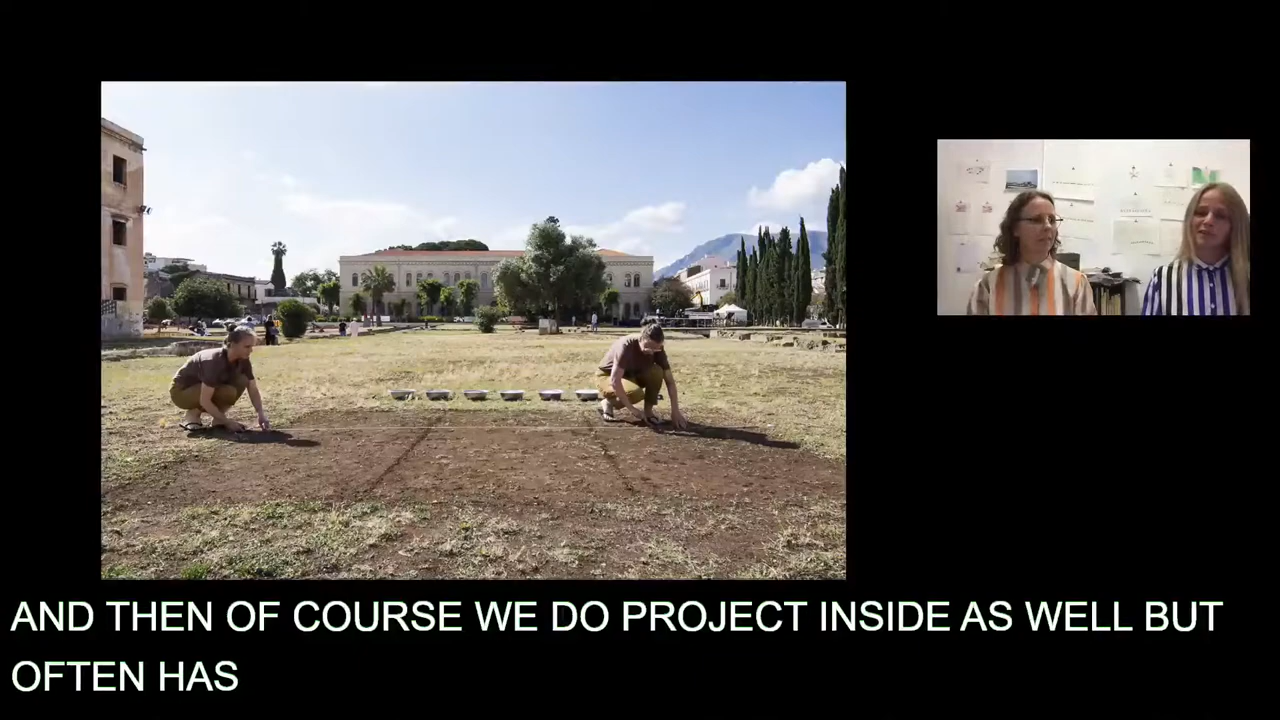 AND THEN OF COURSE WE DO PROJECT INSIDE AS WELL BUT
OFTEN HAS